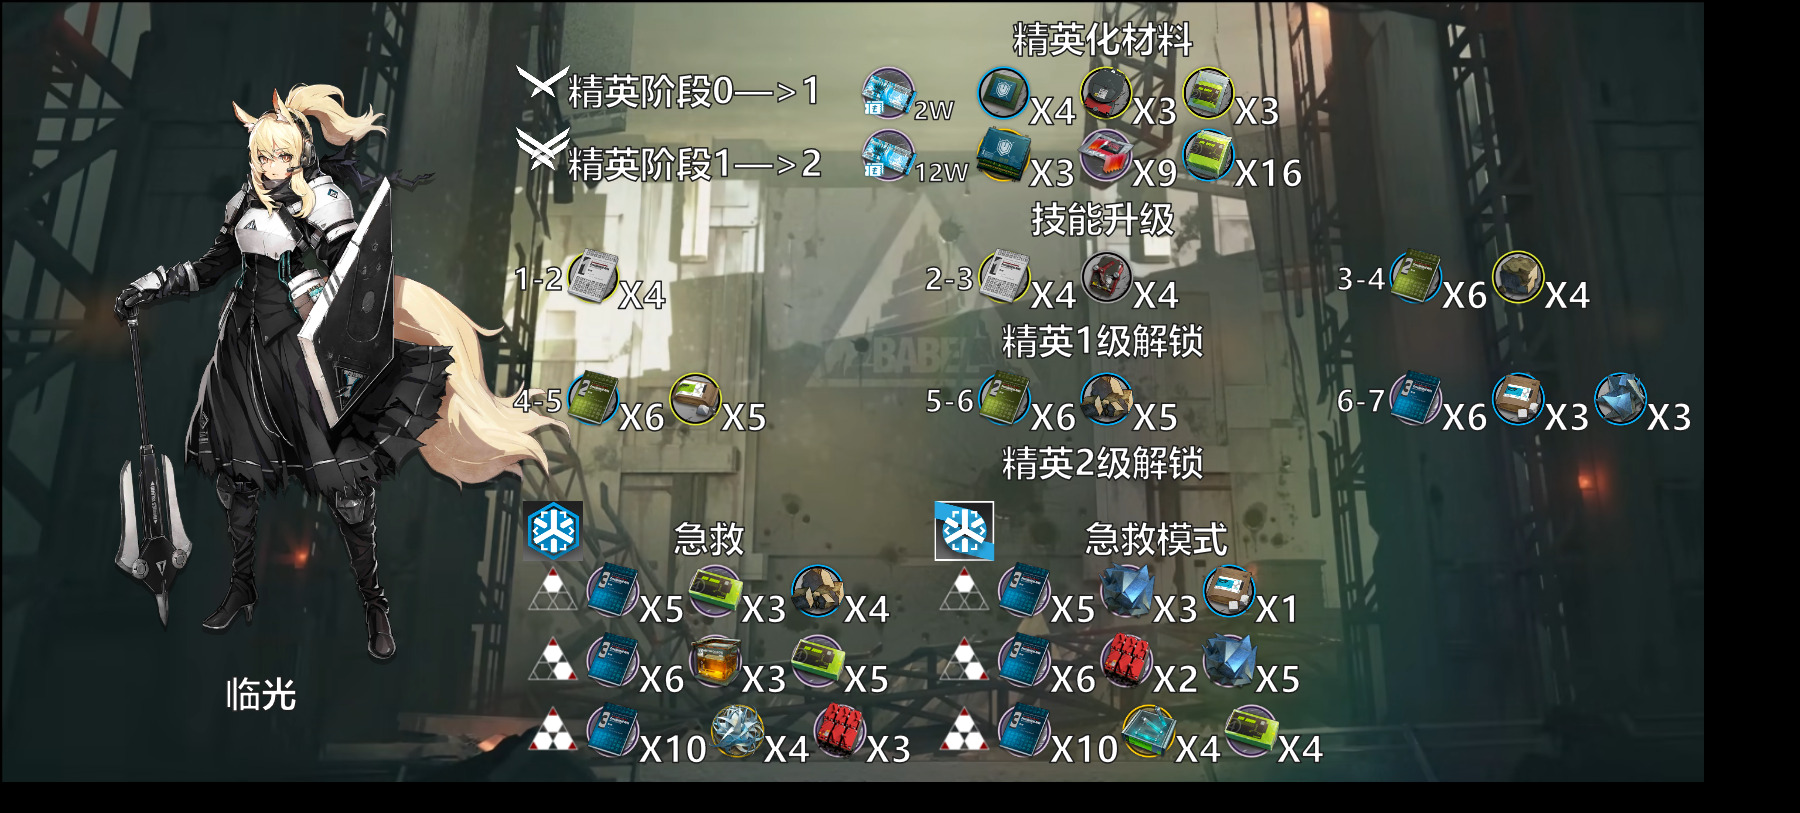 精英化材料
精英阶段0—>1 2W X4 X3 X3
精英阶段1—>2 12W X3 X9 X16
技能升级
1-2 X4 2-3 X4 X4 3-4 X6 X4
精英1级解锁
4-5 X6 X5 5-6 X6 X5 6-7 X6 X3 X3
精英2级解锁
急救 急救模式
X5 X3 X4 X5 X3 X1
X6 X3 X5 X6 X2 X5
X10 X4 X3 X10 X4 X4
临光
BABEL